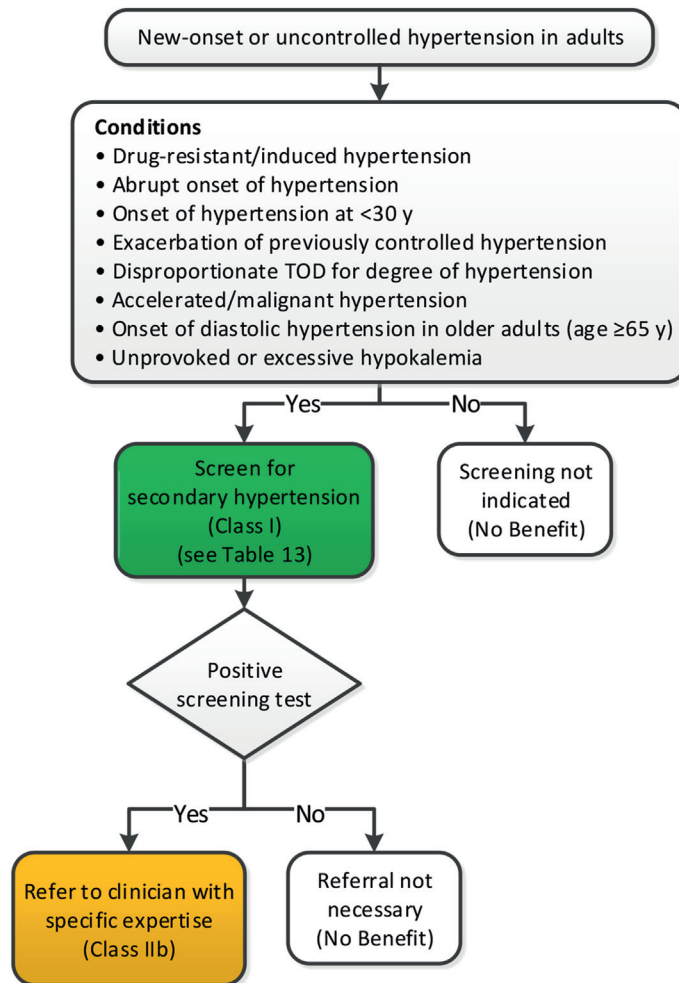 New-onset or uncontrolled hypertension in adults
Conditions
• Drug-resistant/induced hypertension
• Abrupt onset of hypertension
• Onset of hypertension at <30 y
• Exacerbation of previously controlled hypertension
• Disproportionate TOD for degree of hypertension
• Accelerated/malignant hypertension
• Onset of diastolic hypertension in older adults (age ≥65 y)
• Unprovoked or excessive hypokalemia
Yes
No
Screen for
secondary hypertension
(Class I)
(see Table 13)
Screening not
indicated
(No Benefit)
Positive
screening test
Yes
No
Refer to clinician with
specific expertise
(Class IIb)
Referral not
necessary
(No Benefit)